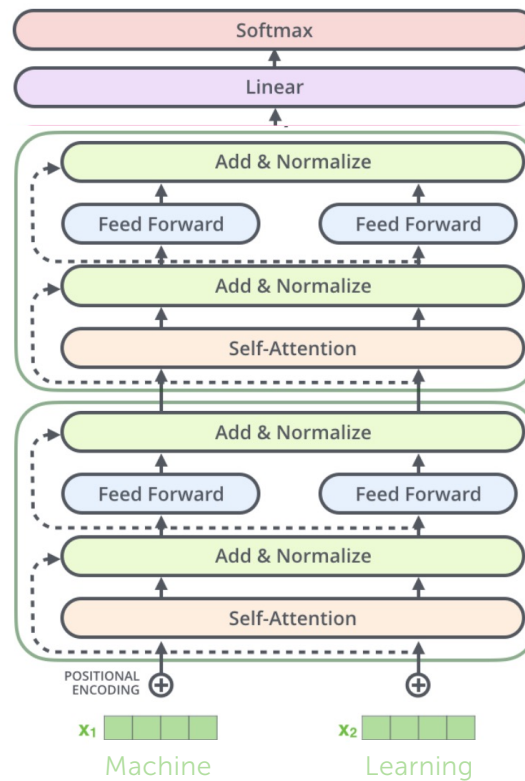 Softmax
Linear
Add & Normalize
Feed Forward Feed Forward
Add & Normalize
Self-Attention
Add & Normalize
Feed Forward Feed Forward
Add & Normalize
Self-Attention
POSITIONAL
ENCODING
x₁ x₂
Machine Learning